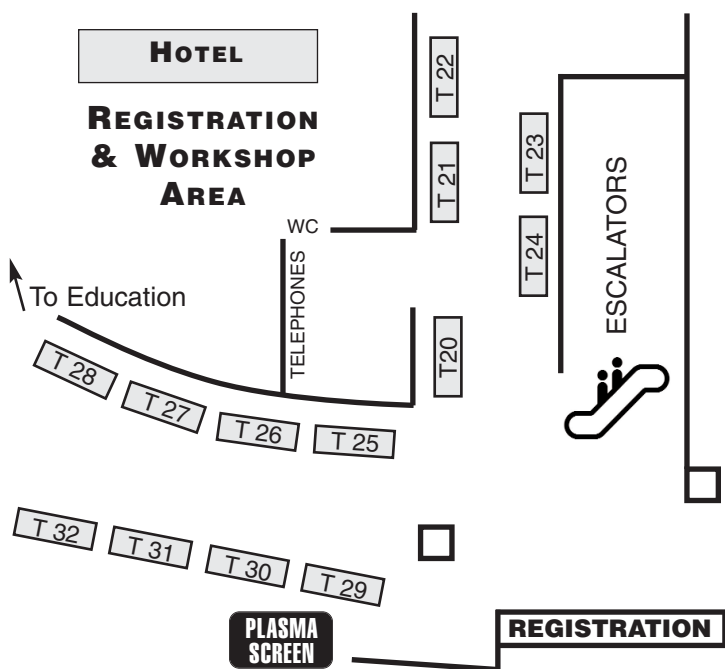 HOTEL
REGISTRATION
& WORKSHOP
AREA
T 22
T 21
T 23
T 24
ESCALATORS
WC
TELEPHONES
To Education
T20
T 28
T 27
T 26
T 25
T 32
T 31
T 30
T 29
PLASMA
SCREEN
REGISTRATION